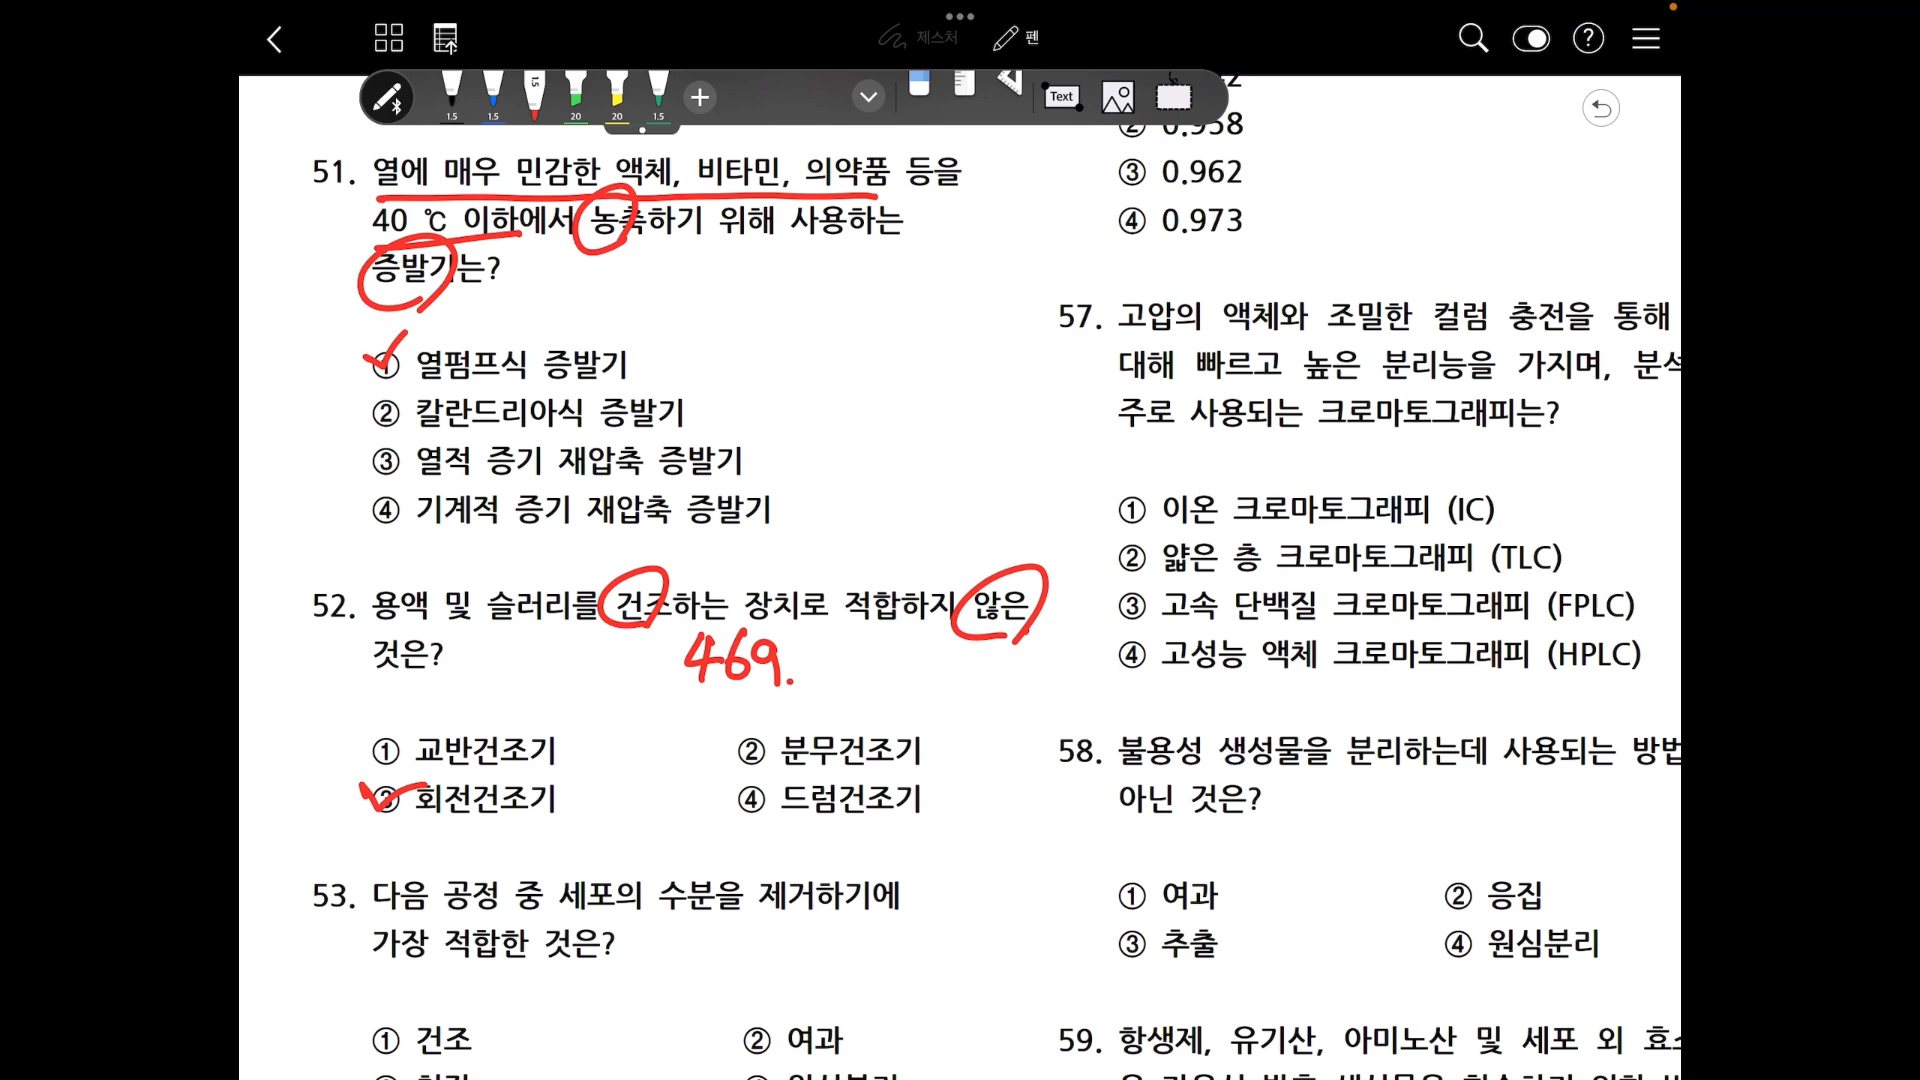 제스처
펜
1.5
1.5
1.5
20
20
1.5
Text
51. 열에 매우 민감한 액체, 비타민, 의약품 등을
40 ℃ 이하에서 농축하기 위해 사용하는
증발기는?
① 열펌프식 증발기
② 칼란드리아식 증발기
③ 열적 증기 재압축 증발기
④ 기계적 증기 재압축 증발기
52. 용액 및 슬러리를 건조하는 장치로 적합하지 않은
것은?
469.
① 교반건조기 ② 분무건조기
③ 회전건조기 ④ 드럼건조기
53. 다음 공정 중 세포의 수분을 제거하기에
가장 적합한 것은?
① 건조 ② 여과
② 0.958
③ 0.962
④ 0.973
57. 고압의 액체와 조밀한 컬럼 충전을 통해
대해 빠르고 높은 분리능을 가지며, 분석
주로 사용되는 크로마토그래피는?
① 이온 크로마토그래피 (IC)
② 얇은 층 크로마토그래피 (TLC)
③ 고속 단백질 크로마토그래피 (FPLC)
④ 고성능 액체 크로마토그래피 (HPLC)
58. 불용성 생성물을 분리하는데 사용되는 방법
아닌 것은?
① 여과 ② 응집
③ 추출 ④ 원심분리
59. 항생제, 유기산, 아미노산 및 세포 외 효소